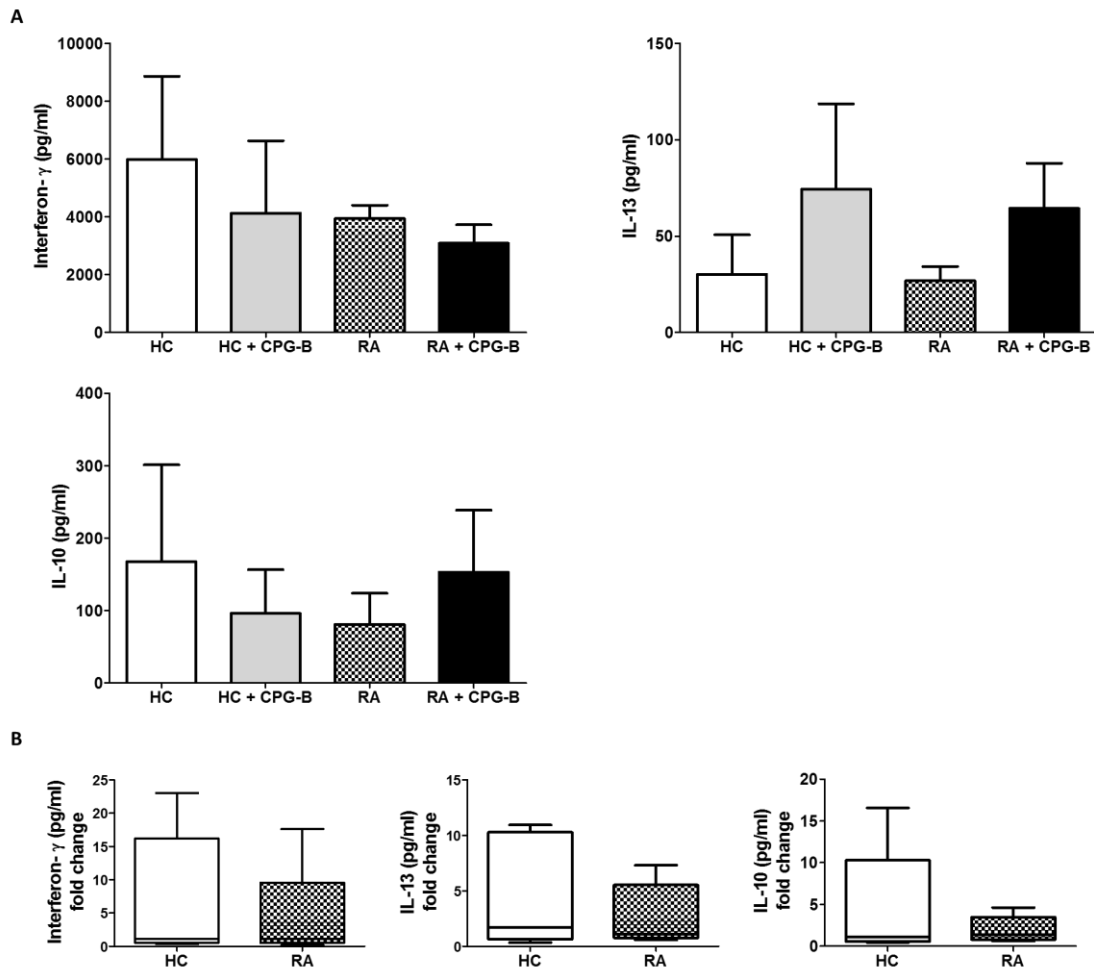 A
Interferon- γ (pg/ml)
10000
8000
6000
4000
2000
0
HC HC + CPG-B RA RA + CPG-B
IL-13 (pg/ml)
150
100
50
0
HC HC + CPG-B RA RA + CPG-B
IL-10 (pg/ml)
400
300
200
100
0
HC HC + CPG-B RA RA + CPG-B
B
Interferon- γ (pg/ml)
fold change
25
20
15
10
5
0
HC RA
IL-13 (pg/ml)
fold change
15
10
5
0
HC RA
IL-10 (pg/ml)
fold change
20
15
10
5
0
HC RA